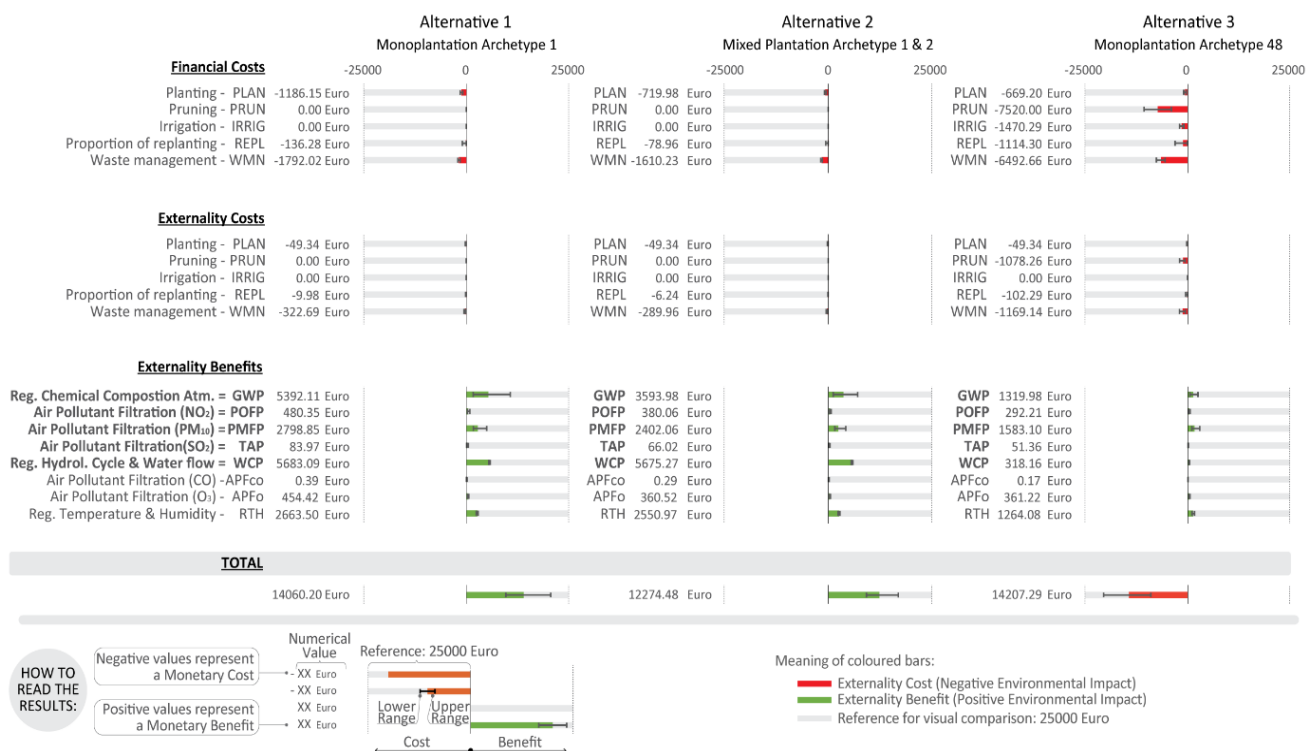 Alternative 1 Alternative 2 Alternative 3
Monoplantation Archetype 1 Mixed Plantation Archetype 1 & 2 Monoplantation Archetype 48
Financial Costs -25000 0 25000 -25000 0 25000 -25000 0 25000
Planting - PLAN -1186.15 Euro PLAN -719.98 Euro PLAN -669.20 Euro
Pruning - PRUN 0.00 Euro PRUN 0.00 Euro PRUN -7520.00 Euro
Irrigation - IRRIG 0.00 Euro IRRIG 0.00 Euro IRRIG -1470.29 Euro
Proportion of replanting - REPL -136.28 Euro REPL -78.96 Euro REPL -1114.30 Euro
Waste management - WMN -1792.02 Euro WMN -1610.23 Euro WMN -6492.66 Euro
Externality Costs
Planting - PLAN -49.34 Euro PLAN -49.34 Euro PLAN -49.34 Euro
Pruning - PRUN 0.00 Euro PRUN 0.00 Euro PRUN -1078.26 Euro
Irrigation - IRRIG 0.00 Euro IRRIG 0.00 Euro IRRIG 0.00 Euro
Proportion of replanting - REPL -9.98 Euro REPL -6.24 Euro REPL -102.29 Euro
Waste management - WMN -322.69 Euro WMN -289.96 Euro WMN -1169.14 Euro
Externality Benefits
Reg. Chemical Compostion Atm. = GWP 5392.11 Euro GWP 3593.98 Euro GWP 1319.98 Euro
Air Pollutant Filtration (NO₂) = POFP 480.35 Euro POFP 380.06 Euro POFP 292.21 Euro
Air Pollutant Filtration (PM₁₀) = PMFP 2798.85 Euro PMFP 2402.06 Euro PMFP 1583.10 Euro
Air Pollutant Filtration(SO₂) = TAP 83.97 Euro TAP 66.02 Euro TAP 51.36 Euro
Reg. Hydrol. Cycle & Water flow = WCP 5683.09 Euro WCP 5675.27 Euro WCP 318.16 Euro
Air Pollutant Filtration (CO) -APFco 0.39 Euro APFco 0.29 Euro APFco 0.17 Euro
Air Pollutant Filtration (O₃) - APFo 454.42 Euro APFo 360.52 Euro APFo 361.22 Euro
Reg. Temperature & Humidity - RTH 2663.50 Euro RTH 2550.97 Euro RTH 1264.08 Euro
TOTAL
14060.20 Euro 12274.48 Euro 14207.29 Euro
HOW TO
READ THE
RESULTS:
Negative values represent
a Monetary Cost
Positive values represent
a Monetary Benefit
Numerical
Value
- XX Euro
- XX Euro
XX Euro
XX Euro
Reference: 25000 Euro
Lower Upper
Range Range
Cost Benefit
Meaning of coloured bars:
Externality Cost (Negative Environmental Impact)
Externality Benefit (Positive Environmental Impact)
Reference for visual comparison: 25000 Euro